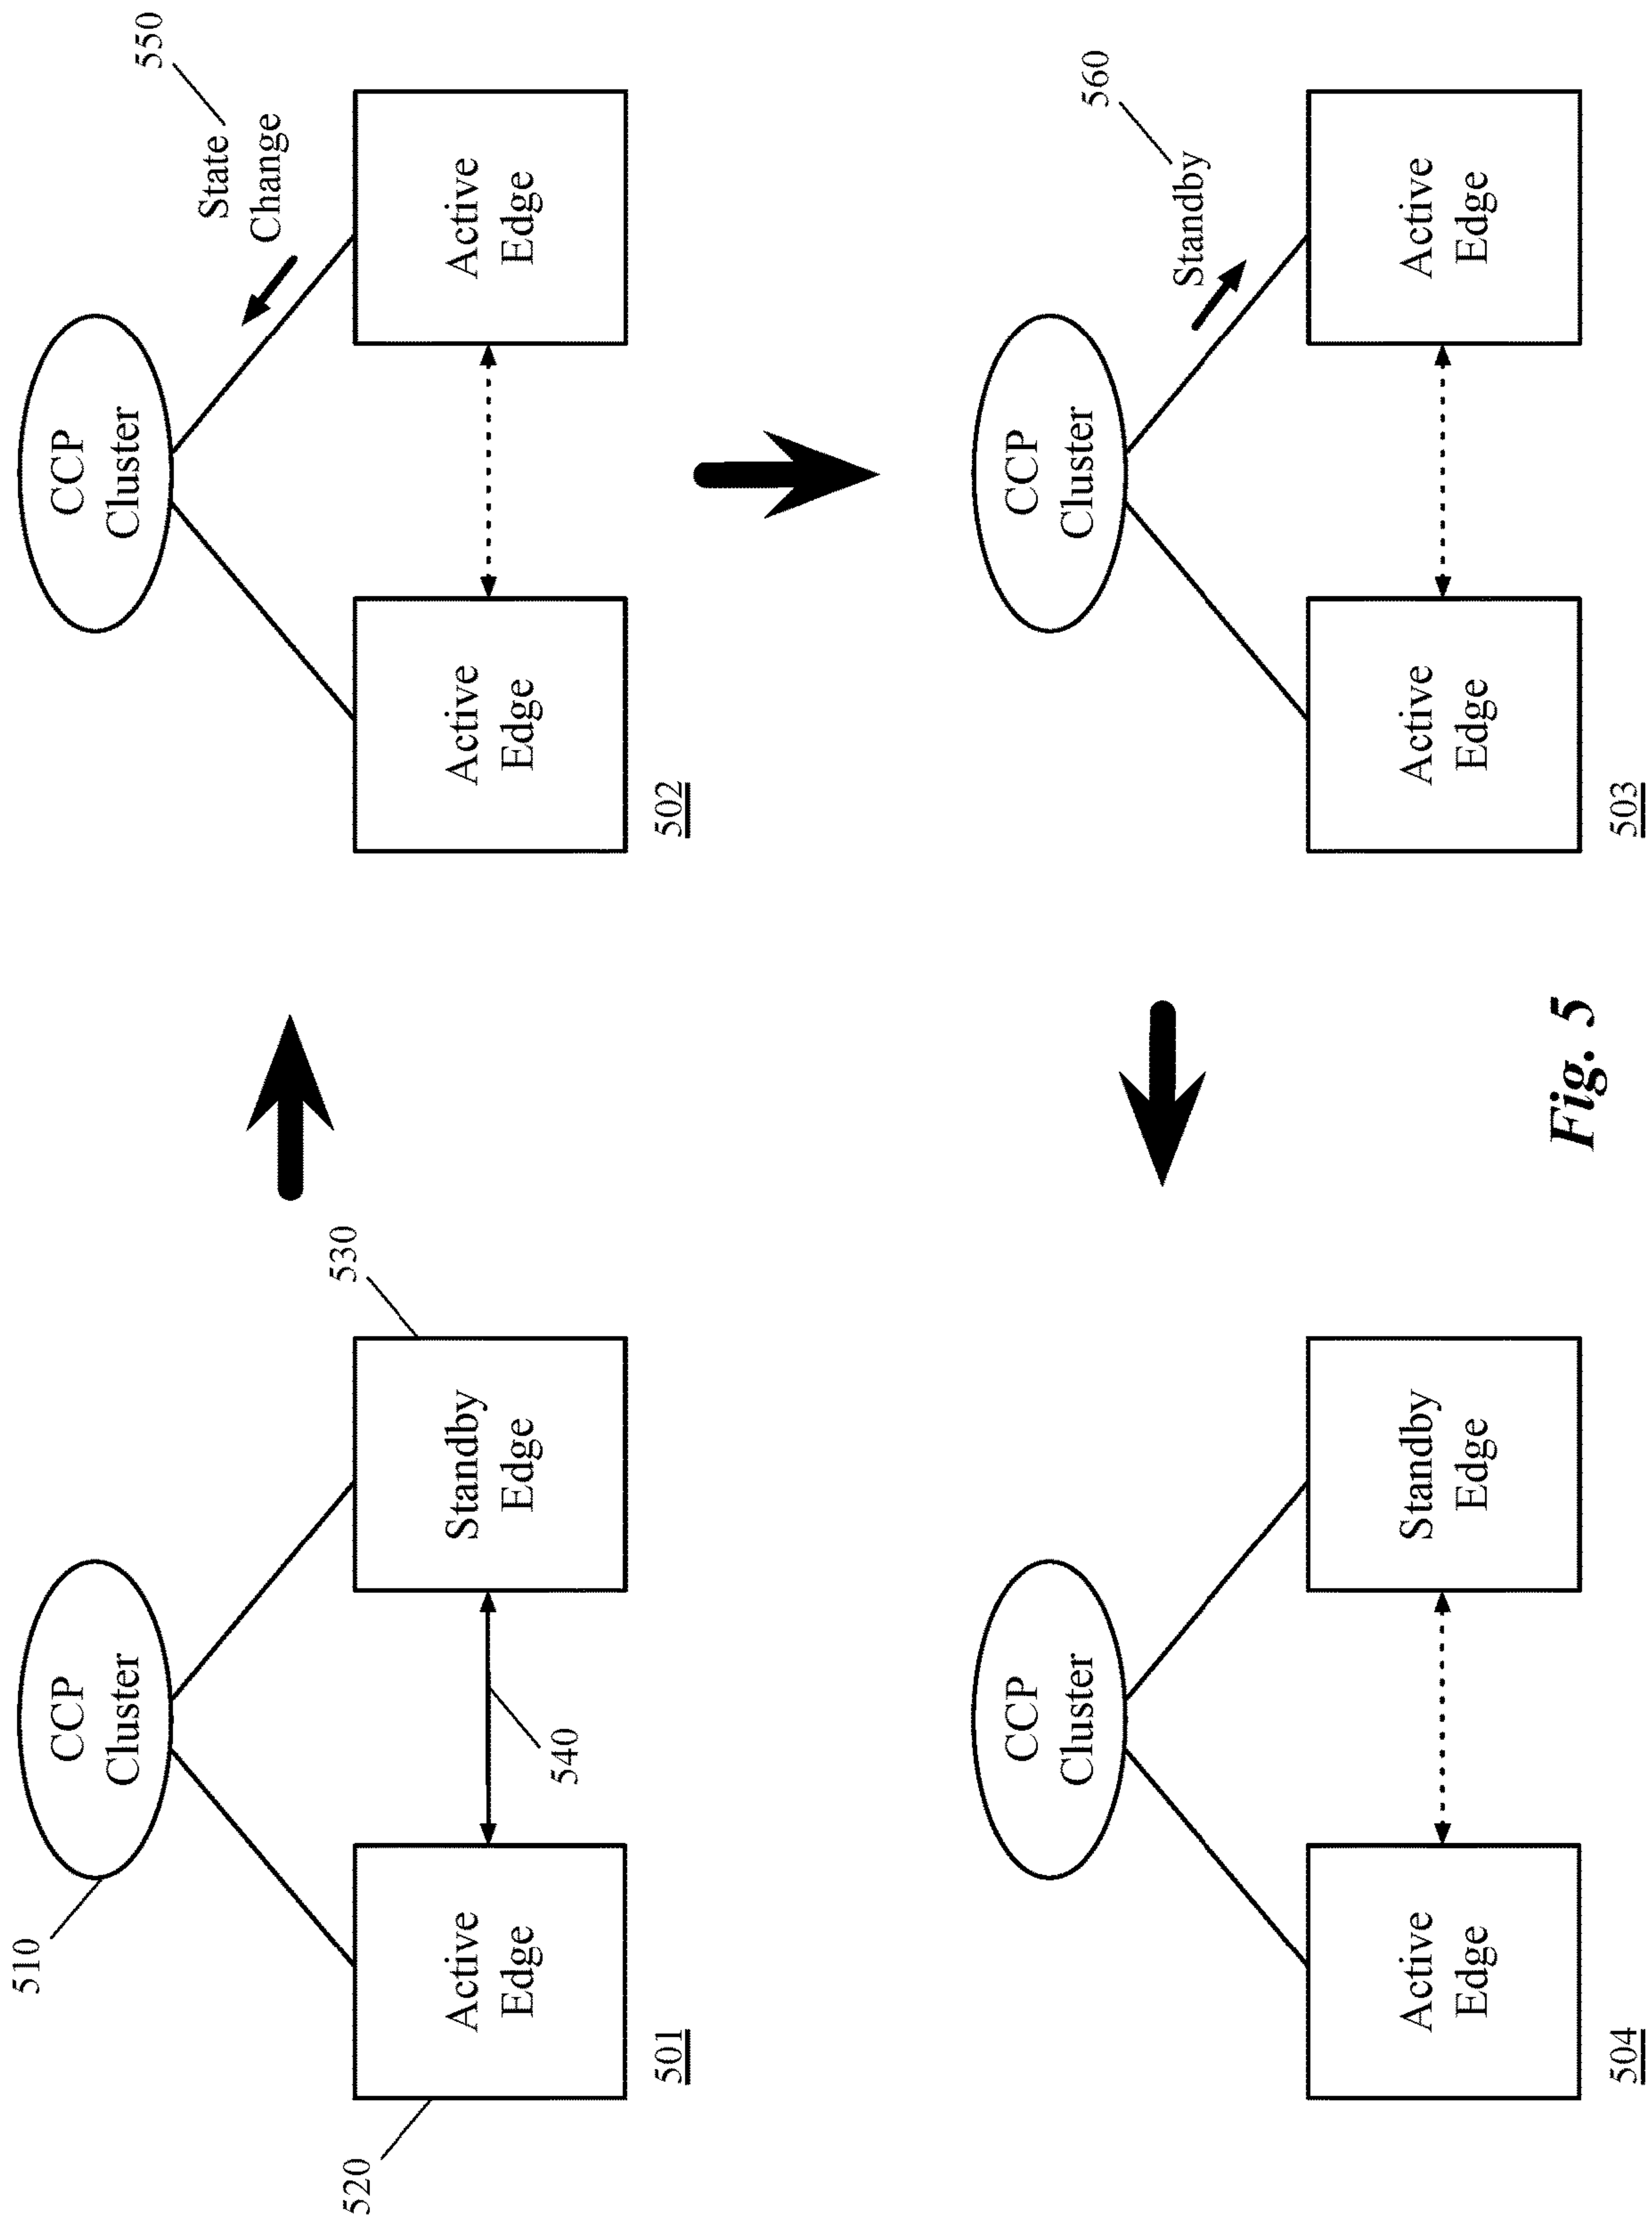 510
CCP
Cluster
520
Active
Edge
540
530
Standby
Edge
501
CCP
Cluster
550
State
Change
Active
Edge
Active
Edge
502
CCP
Cluster
Active
Edge
Standby
Edge
504
CCP
Cluster
560
Standby
Active
Edge
Active
Edge
503
Fig. 5